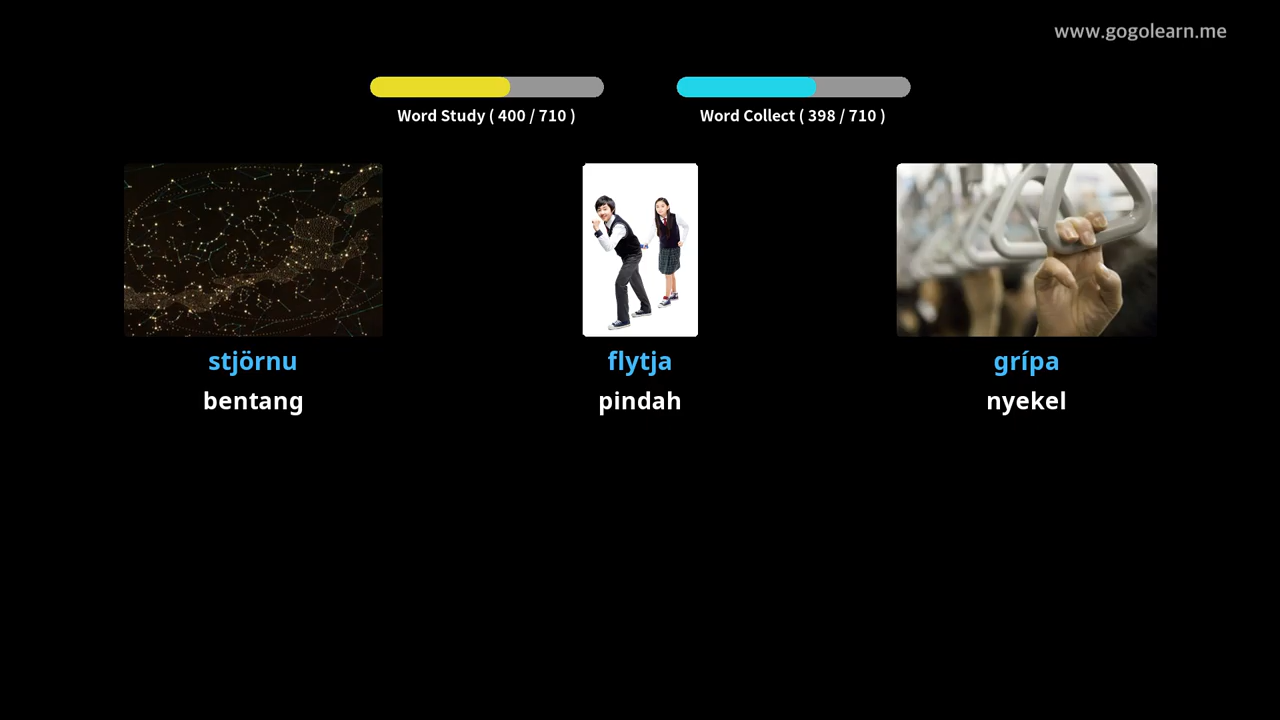 www.gogolearn.me
Word Study ( 400 / 710 )
Word Collect ( 398 / 710 )
stjörnu
bentang
flytja
pindah
grípa
nyekel